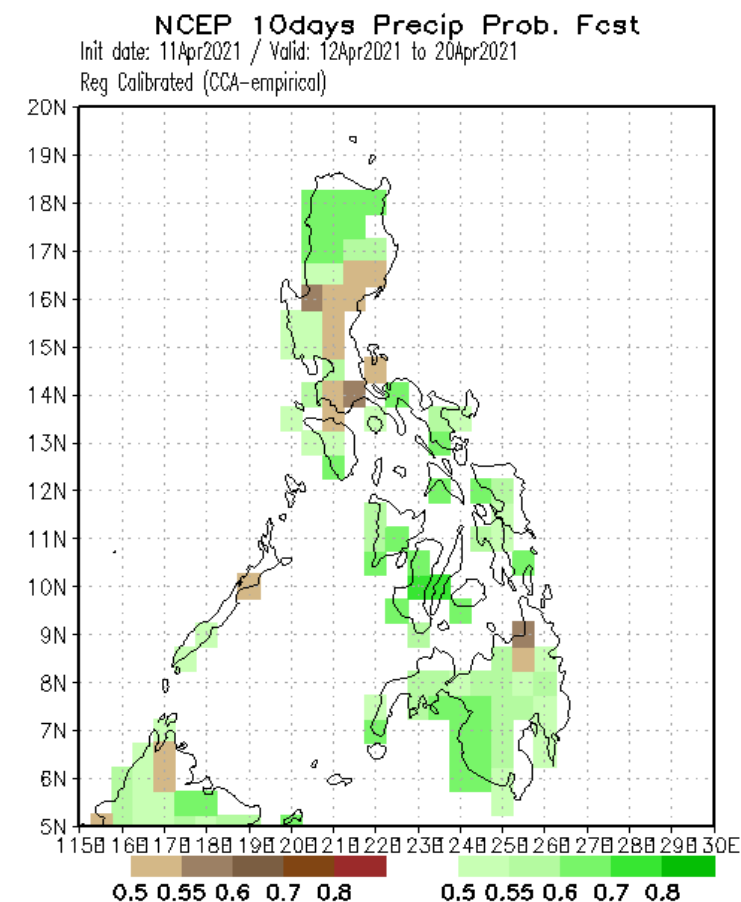 NCEP 10days Precip Prob. Fcst
Init date: 11Apr2021 / Valid: 12Apr2021 to 20Apr2021
Reg Calibrated (CCA-empirical)
20N
19N
18N
17N
16N
15N
14N
13N
12N
11N
10N
9N
8N
7N
6N
5N
115E 116E 117E 118E 119E 120E 121E 122E 123E 124E 125E 126E 127E 128E 129E 130E
0.5 0.55 0.6 0.7 0.8 0.5 0.55 0.6 0.7 0.8